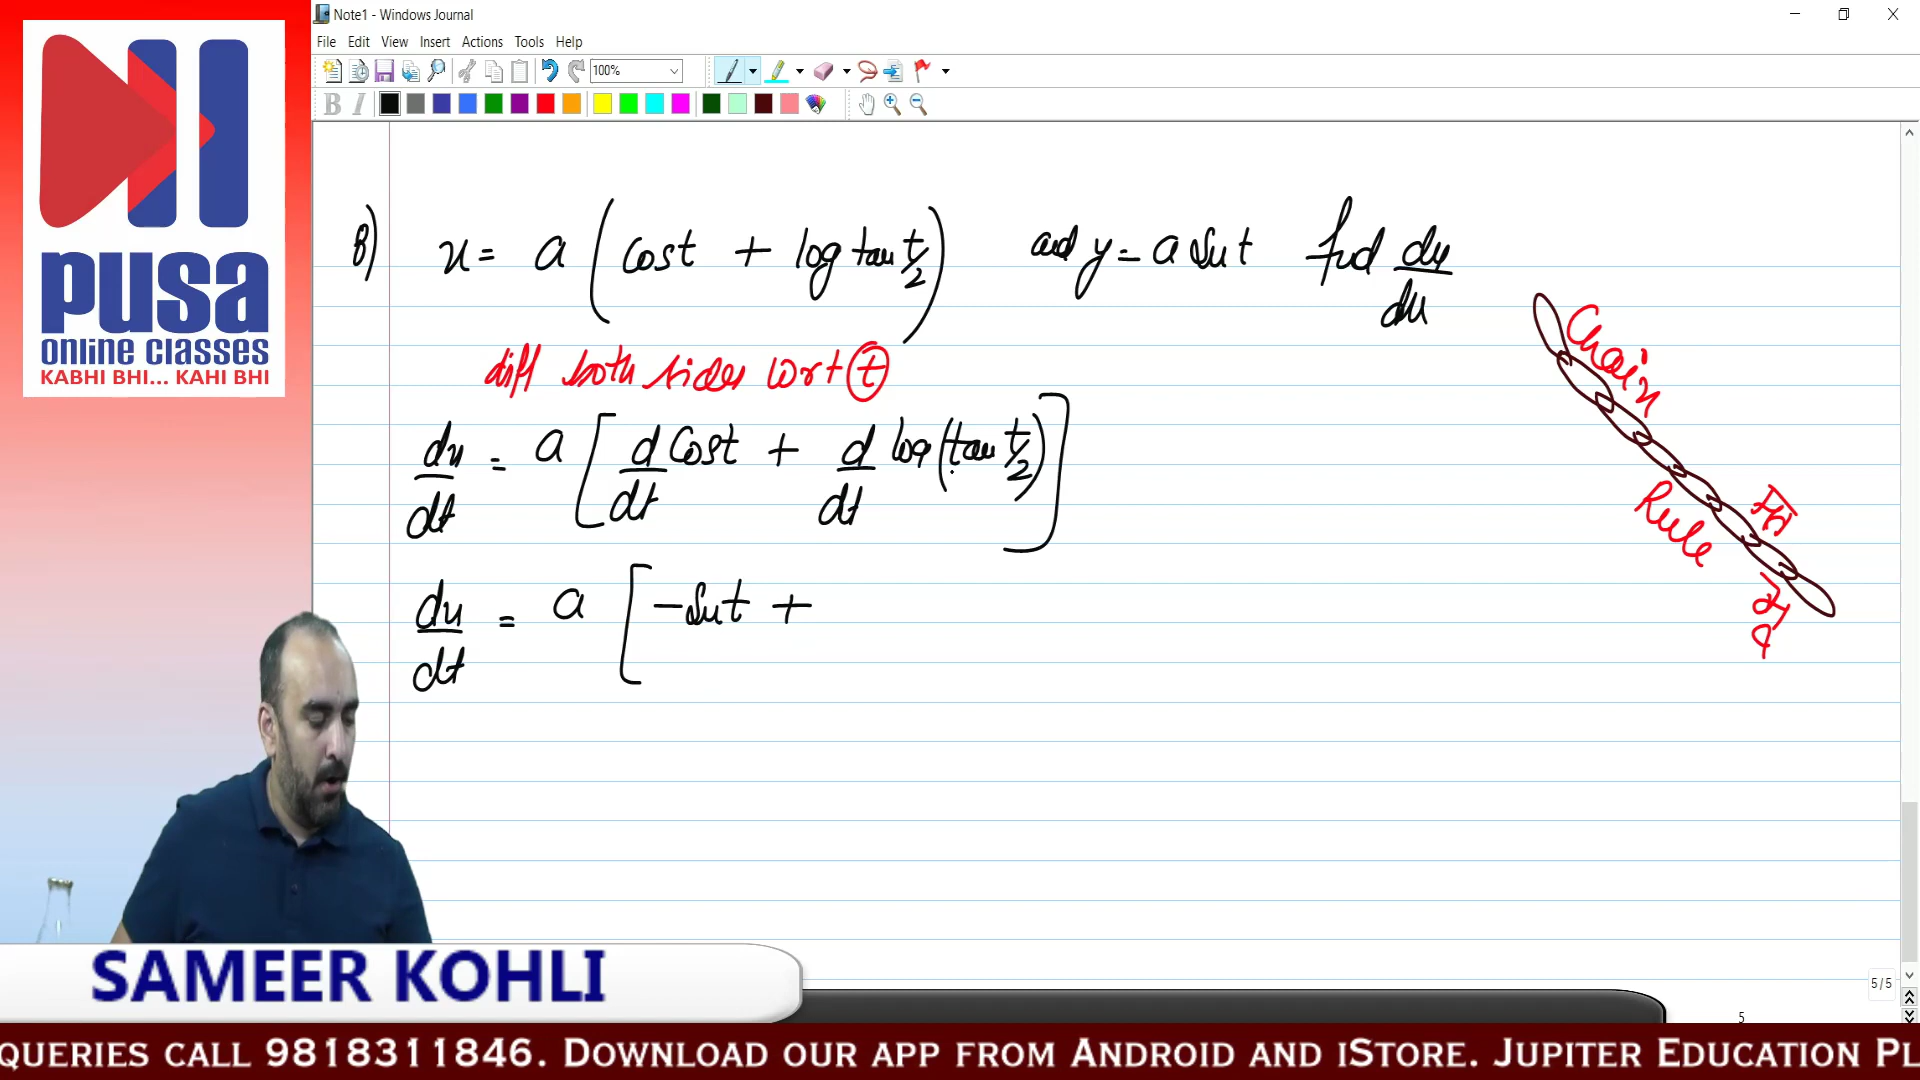 Note1 - Windows Journal
File Edit View Insert Actions Tools Help
100%
B I
PUSA
online classes
KABHI BHI... KAHI BHI
8) x = a (cost + log tan t/2) and y = a sint find dy/dx
diff both sides wrt t
dx/dt = a [d/dt cost + d/dt log(tan t/2)]
dx/dt = a [-sint +
Chain
Rule
SAMEER KOHLI
5/5
5
QUERIES CALL 9818311846. DOWNLOAD OUR APP FROM ANDROID AND ISTORE. JUPITER EDUCATION PL